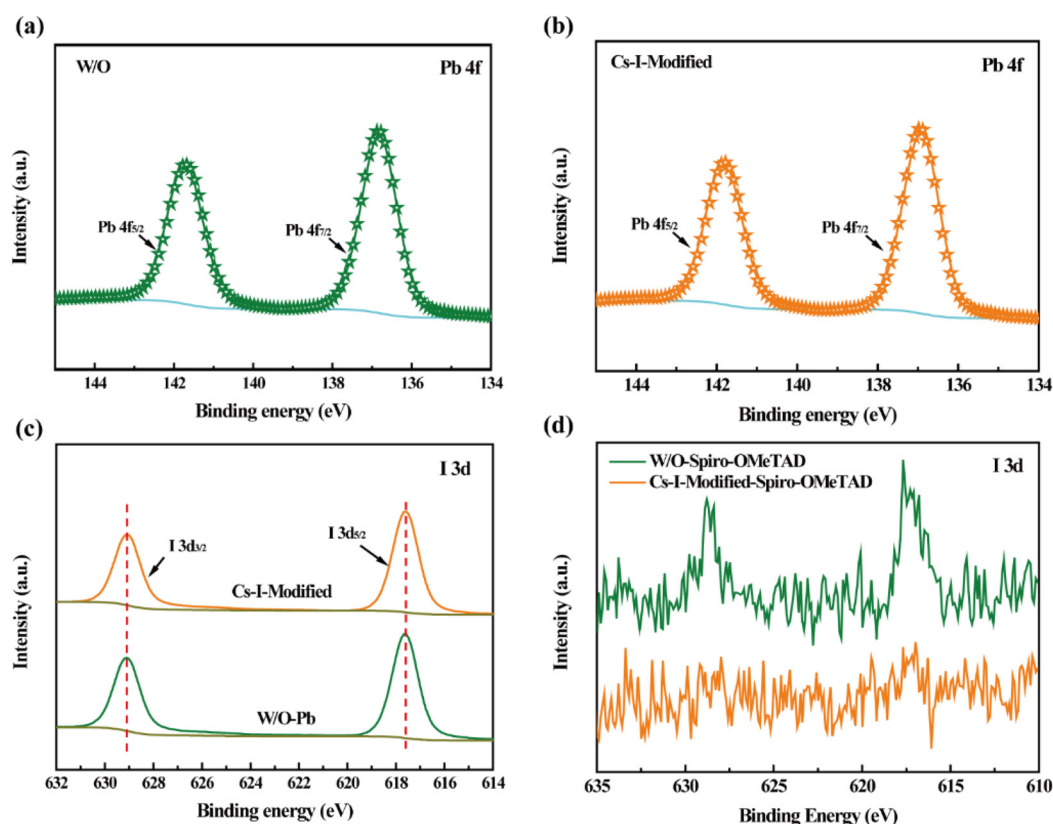 (a)
W/O
Pb 4f
Pb 4f5/2
Pb 4f7/2
Intensity (a.u.)
144 142 140 138 136 134
Binding energy (eV)
(b)
Cs-I-Modified
Pb 4f
Pb 4f5/2
Pb 4f7/2
Intensity (a.u.)
144 142 140 138 136 134
Binding energy (eV)
(c)
I 3d
I 3d3/2
I 3d5/2
Cs-I-Modified
W/O-Pb
Intensity (a.u.)
632 630 628 626 624 622 620 618 616 614
Binding energy (eV)
(d)
W/O-Spiro-OMeTAD
I 3d
Cs-I-Modified-Spiro-OMeTAD
Intensity (a.u.)
635 630 625 620 615 610
Binding Energy (eV)